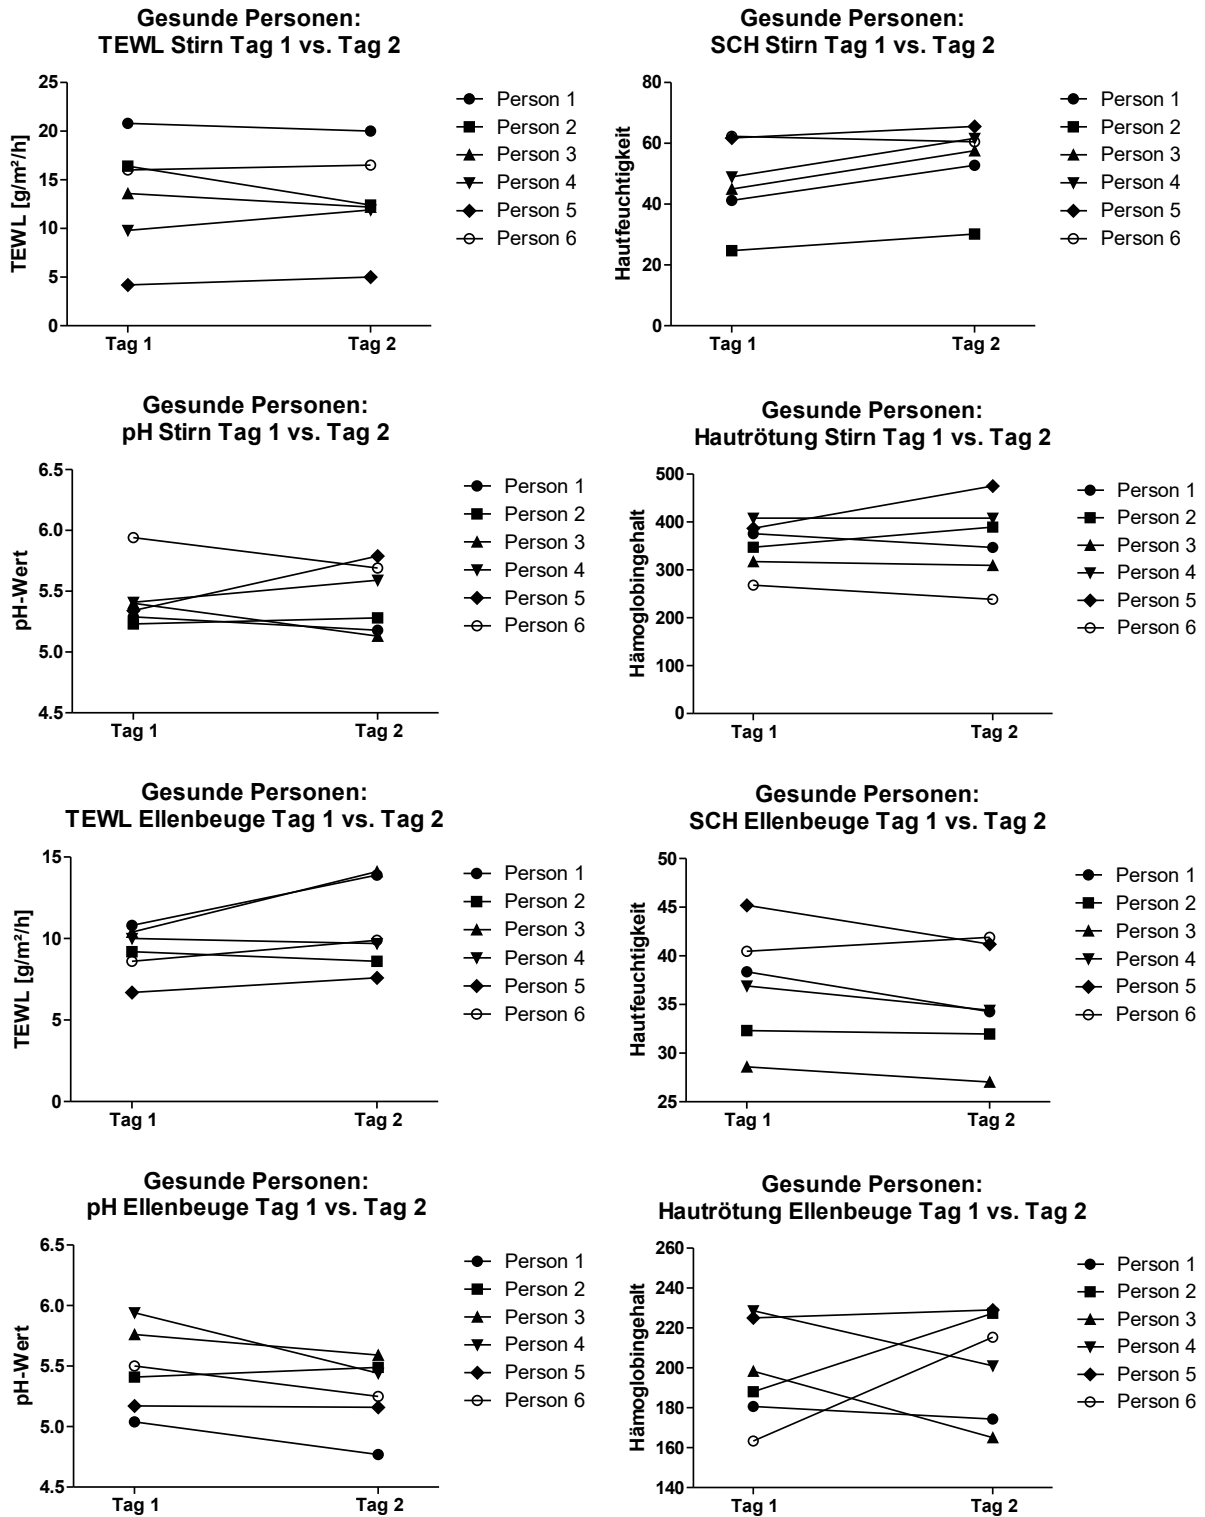 Gesunde Personen:
TEWL Stirn Tag 1 vs. Tag 2
TEWL [g/m²/h]
25
20
15
10
5
0
Tag 1
Tag 2
Person 1
Person 2
Person 3
Person 4
Person 5
Person 6
Gesunde Personen:
SCH Stirn Tag 1 vs. Tag 2
Hautfeuchtigkeit
80
60
40
20
0
Tag 1
Tag 2
Person 1
Person 2
Person 3
Person 4
Person 5
Person 6
Gesunde Personen:
pH Stirn Tag 1 vs. Tag 2
pH-Wert
6.5
6.0
5.5
5.0
4.5
Tag 1
Tag 2
Person 1
Person 2
Person 3
Person 4
Person 5
Person 6
Gesunde Personen:
Hautrötung Stirn Tag 1 vs. Tag 2
Hämoglobingehalt
500
400
300
200
100
0
Tag 1
Tag 2
Person 1
Person 2
Person 3
Person 4
Person 5
Person 6
Gesunde Personen:
TEWL Ellenbeuge Tag 1 vs. Tag 2
TEWL [g/m²/h]
15
10
5
0
Tag 1
Tag 2
Person 1
Person 2
Person 3
Person 4
Person 5
Person 6
Gesunde Personen:
SCH Ellenbeuge Tag 1 vs. Tag 2
Hautfeuchtigkeit
50
45
40
35
30
25
Tag 1
Tag 2
Person 1
Person 2
Person 3
Person 4
Person 5
Person 6
Gesunde Personen:
pH Ellenbeuge Tag 1 vs. Tag 2
pH-Wert
6.5
6.0
5.5
5.0
4.5
Tag 1
Tag 2
Person 1
Person 2
Person 3
Person 4
Person 5
Person 6
Gesunde Personen:
Hautrötung Ellenbeuge Tag 1 vs. Tag 2
Hämoglobingehalt
260
240
220
200
180
160
140
Tag 1
Tag 2
Person 1
Person 2
Person 3
Person 4
Person 5
Person 6